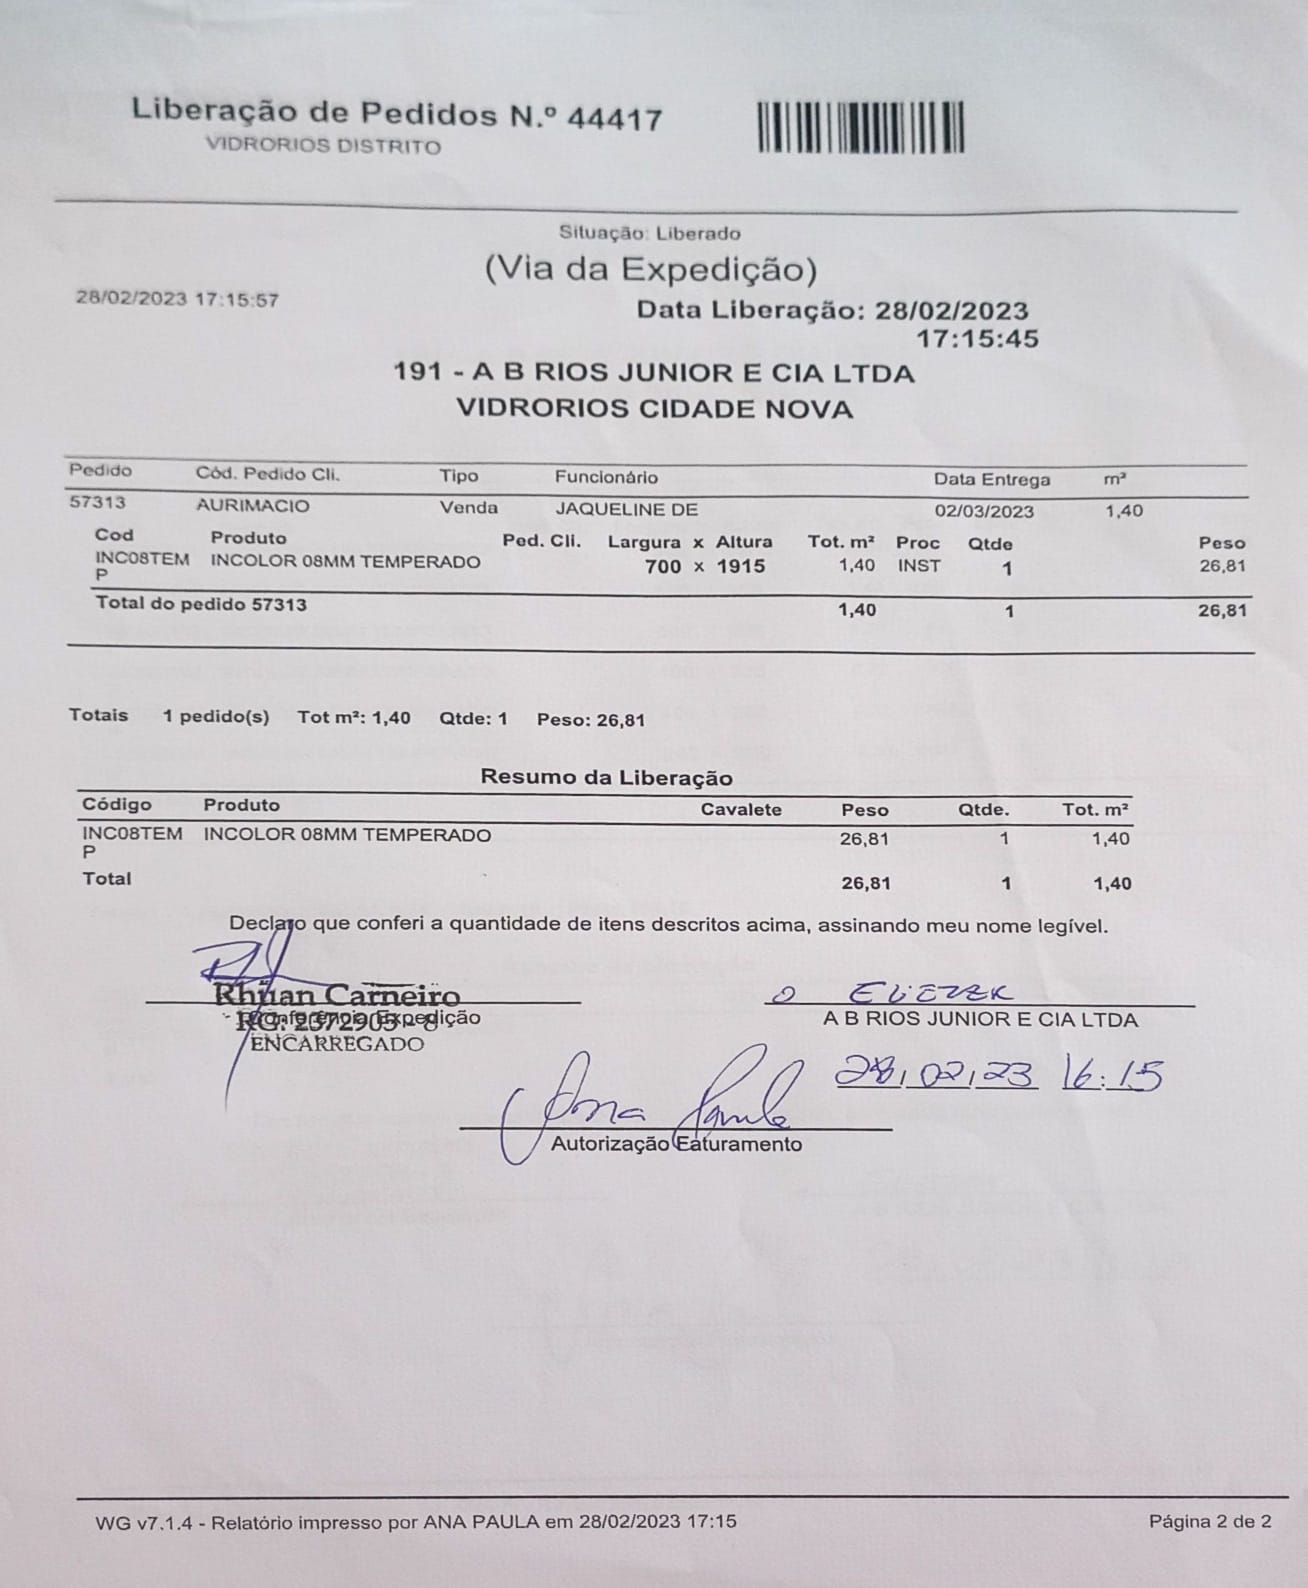 Liberação de Pedidos N.º 44417
VIDRORIOS DISTRITO
Situação: Liberado
(Via da Expedição)
28/02/2023 17:15:57
Data Liberação: 28/02/2023
17:15:45
191 - A B RIOS JUNIOR E CIA LTDA
VIDRORIOS CIDADE NOVA
Pedido Cód. Pedido Cli. Tipo Funcionário Data Entrega m²
57313 AURIMACIO Venda JAQUELINE DE 02/03/2023 1,40
Cod Produto Ped. Cli. Largura x Altura Tot. m² Proc Qtde Peso
INC08TEM INCOLOR 08MM TEMPERADO 700 x 1915 1,40 INST 1 26,81
P
Total do pedido 57313 1,40 1 26,81
Totais 1 pedido(s) Tot m²: 1,40 Qtde: 1 Peso: 26,81
Resumo da Liberação
Código Produto Cavalete Peso Qtde. Tot. m²
INC08TEM INCOLOR 08MM TEMPERADO 26,81 1 1,40
P
Total 26,81 1 1,40
Declaro que conferi a quantidade de itens descritos acima, assinando meu nome legível.
Rhuan Carneiro ELIEZEK
Conferência Expedição A B RIOS JUNIOR E CIA LTDA
RG: 2372905 - 8
ENCARREGADO
28/02/23 16:15
Ana Paula
Autorização Faturamento
WG v7.1.4 - Relatório impresso por ANA PAULA em 28/02/2023 17:15 Página 2 de 2